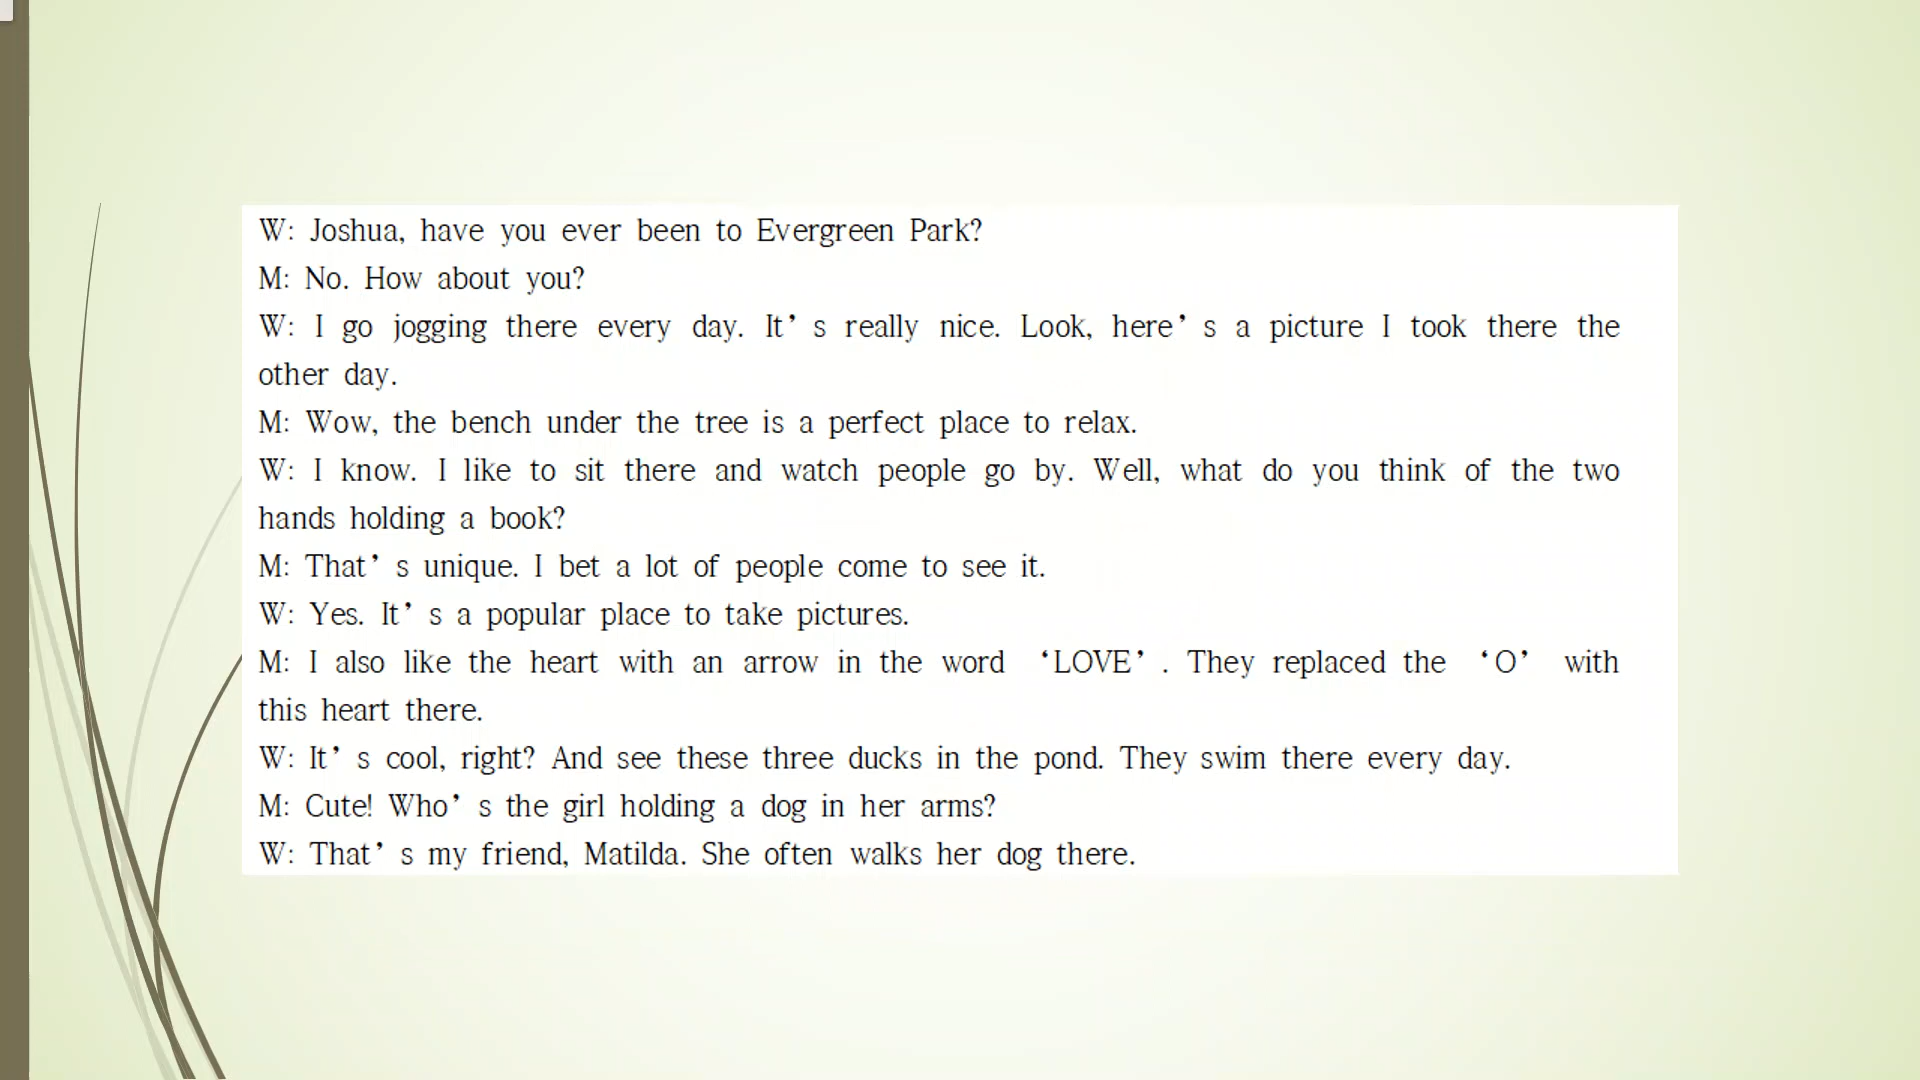 W: Joshua, have you ever been to Evergreen Park?
M: No. How about you?
W: I go jogging there every day. It’s really nice. Look, here’s a picture I took there the
other day.
M: Wow, the bench under the tree is a perfect place to relax.
W: I know. I like to sit there and watch people go by. Well, what do you think of the two
hands holding a book?
M: That’s unique. I bet a lot of people come to see it.
W: Yes. It’s a popular place to take pictures.
M: I also like the heart with an arrow in the word ‘LOVE’. They replaced the ‘O’ with
this heart there.
W: It’s cool, right? And see these three ducks in the pond. They swim there every day.
M: Cute! Who’s the girl holding a dog in her arms?
W: That’s my friend, Matilda. She often walks her dog there.